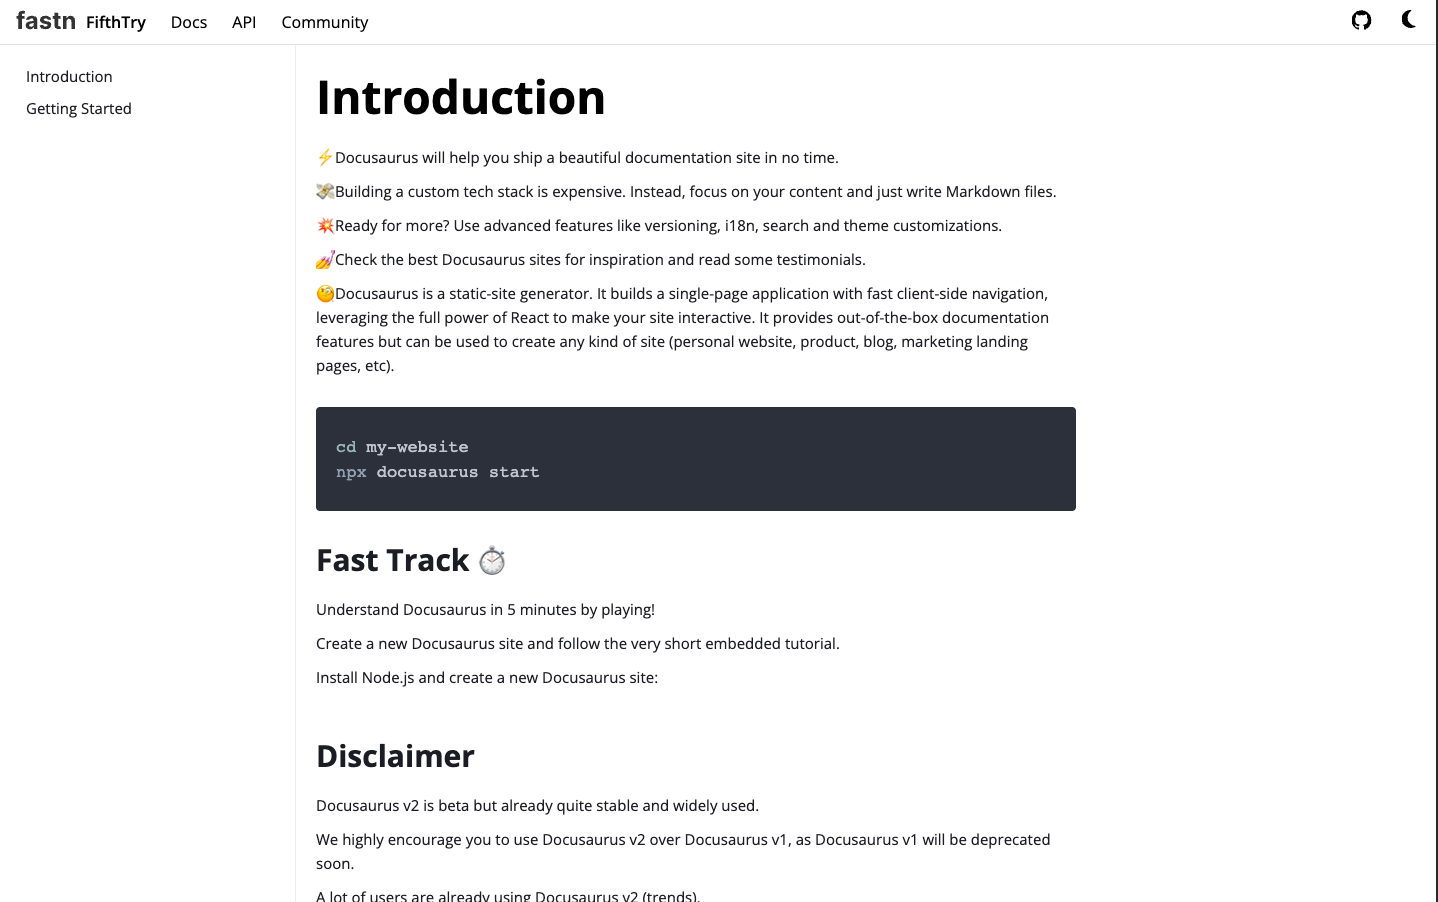 fastn FifthTry Docs API Community
Introduction
Getting Started
Introduction
⚡Docusaurus will help you ship a beautiful documentation site in no time.
💸Building a custom tech stack is expensive. Instead, focus on your content and just write Markdown files.
💥Ready for more? Use advanced features like versioning, i18n, search and theme customizations.
💅Check the best Docusaurus sites for inspiration and read some testimonials.
🧐Docusaurus is a static-site generator. It builds a single-page application with fast client-side navigation,
leveraging the full power of React to make your site interactive. It provides out-of-the-box documentation
features but can be used to create any kind of site (personal website, product, blog, marketing landing
pages, etc).
cd my-website
npx docusaurus start
Fast Track ⏱️
Understand Docusaurus in 5 minutes by playing!
Create a new Docusaurus site and follow the very short embedded tutorial.
Install Node.js and create a new Docusaurus site:
Disclaimer
Docusaurus v2 is beta but already quite stable and widely used.
We highly encourage you to use Docusaurus v2 over Docusaurus v1, as Docusaurus v1 will be deprecated
soon.
A lot of users are already using Docusaurus v2 (trends).